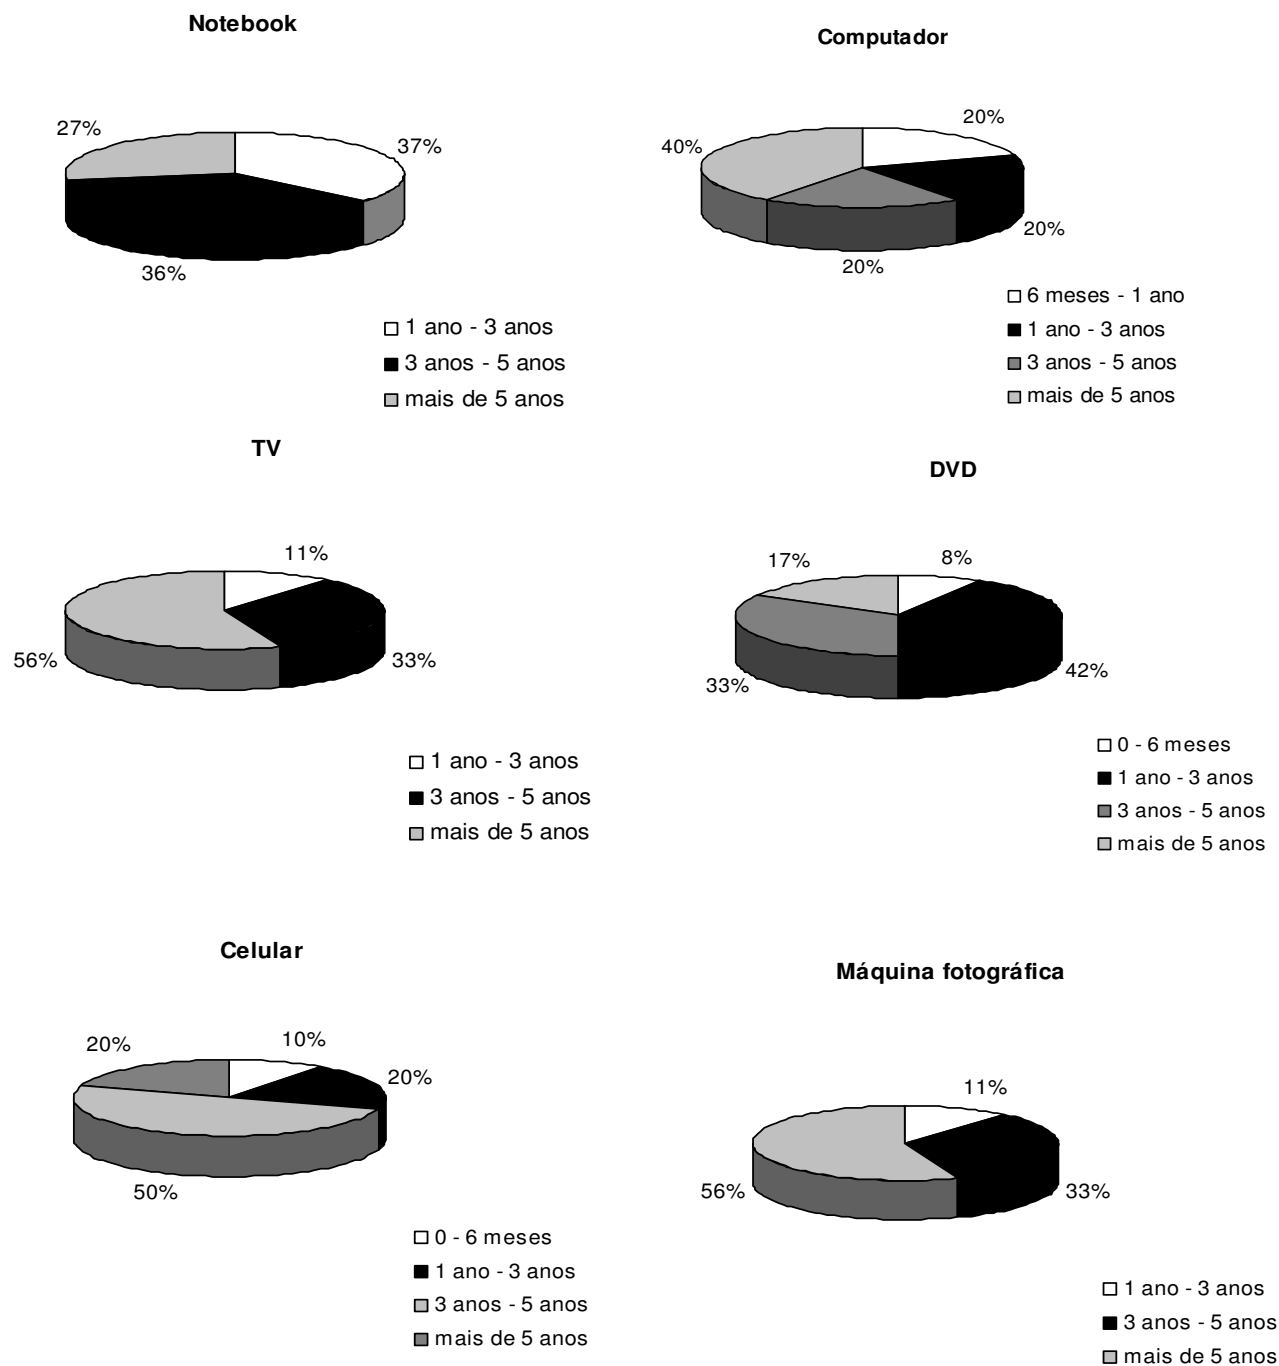 Notebook
27%
37%
36%
1 ano - 3 anos
3 anos - 5 anos
mais de 5 anos
Computador
20%
40%
20%
20%
6 meses - 1 ano
1 ano - 3 anos
3 anos - 5 anos
mais de 5 anos
TV
11%
56%
33%
1 ano - 3 anos
3 anos - 5 anos
mais de 5 anos
DVD
17%
8%
33%
42%
0 - 6 meses
1 ano - 3 anos
3 anos - 5 anos
mais de 5 anos
Celular
20%
10%
20%
50%
0 - 6 meses
1 ano - 3 anos
3 anos - 5 anos
mais de 5 anos
Máquina fotográfica
11%
56%
33%
1 ano - 3 anos
3 anos - 5 anos
mais de 5 anos